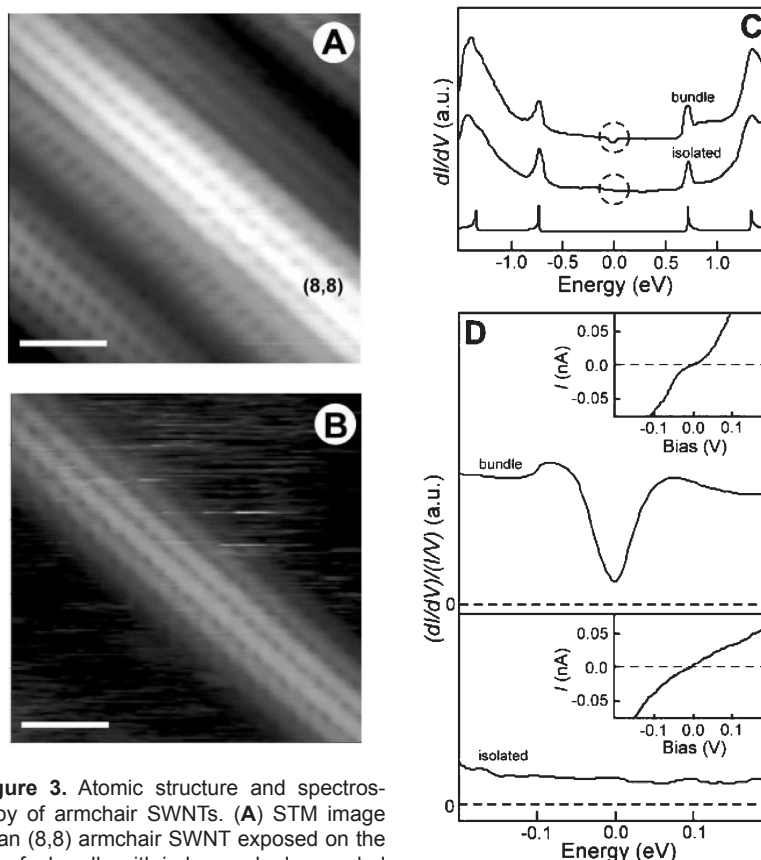 A
(8,8)
B
C
dI/dV (a.u.)
bundle
isolated
-1.0 -0.5 0.0 0.5 1.0
Energy (eV)
D
(dI/dV)/(I/V) (a.u.)
I (nA)
0.05
0.0
-0.05
-0.1 0.0 0.1
Bias (V)
bundle
0
I (nA)
0.05
0.0
-0.05
-0.1 0.0 0.1
Bias (V)
isolated
0
-0.1 0.0 0.1
Energy (eV)
gure 3. Atomic structure and spectros-
py of armchair SWNTs. (A) STM image
an (8,8) armchair SWNT exposed on the